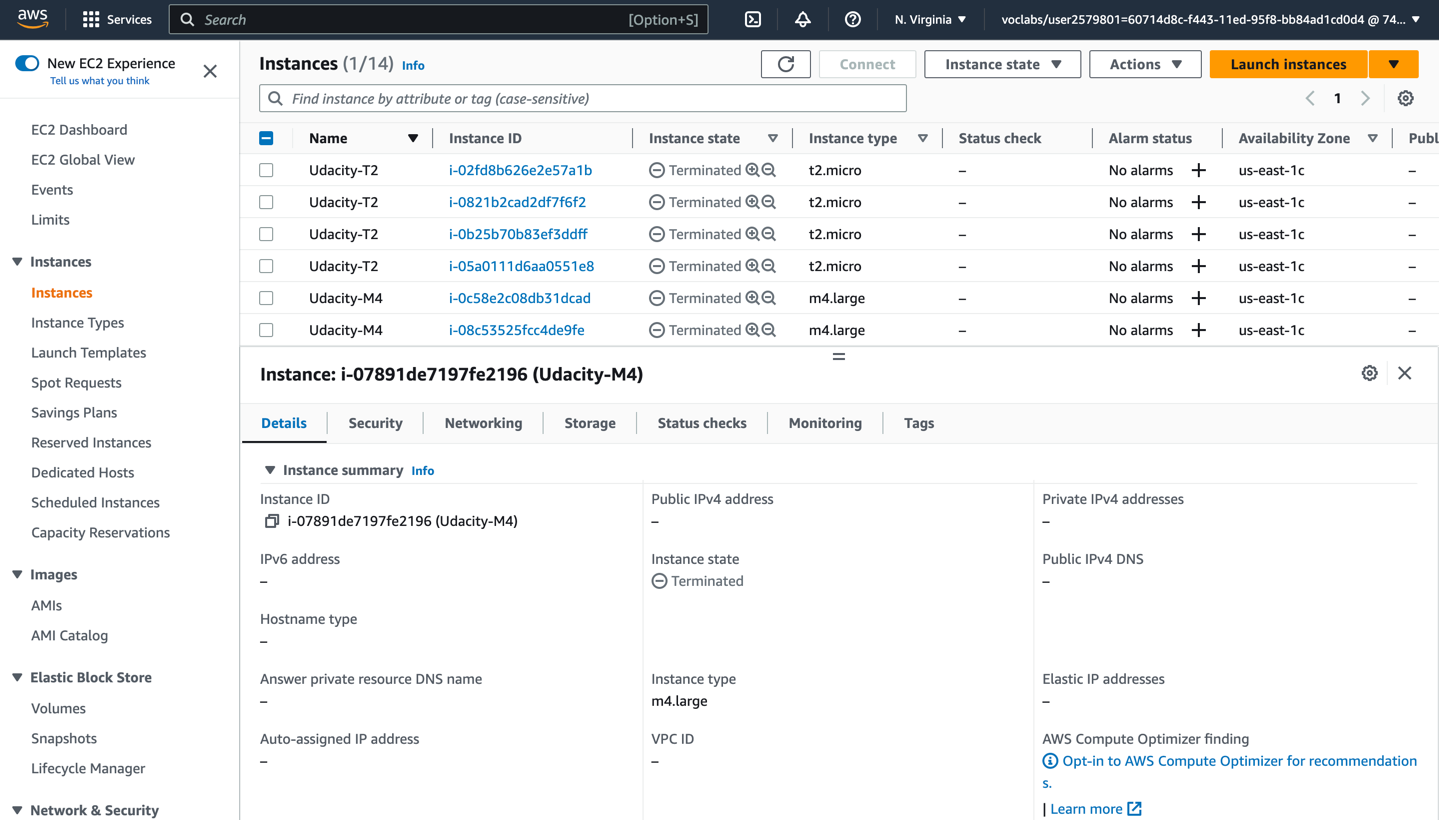 aws Services Search [Option+S] N. Virginia ▼ voclabs/user2579801=60714d8c-f443-11ed-95f8-bb84ad1cd0d4 @ 74... ▼
New EC2 Experience
Tell us what you think
EC2 Dashboard
EC2 Global View
Events
Limits
Instances
Instances
Instance Types
Launch Templates
Spot Requests
Savings Plans
Reserved Instances
Dedicated Hosts
Scheduled Instances
Capacity Reservations
Images
AMIs
AMI Catalog
Elastic Block Store
Volumes
Snapshots
Lifecycle Manager
Network & Security
Instances (1/14) Info Connect Instance state ▼ Actions ▼ Launch instances ▼
Find instance by attribute or tag (case-sensitive) 1
Name Instance ID Instance state Instance type Status check Alarm status Availability Zone Publ
Udacity-T2 i-02fd8b626e2e57a1b Terminated t2.micro – No alarms + us-east-1c –
Udacity-T2 i-0821b2cad2df7f6f2 Terminated t2.micro – No alarms + us-east-1c –
Udacity-T2 i-0b25b70b83ef3ddff Terminated t2.micro – No alarms + us-east-1c –
Udacity-T2 i-05a0111d6aa0551e8 Terminated t2.micro – No alarms + us-east-1c –
Udacity-M4 i-0c58e2c08db31dcad Terminated m4.large – No alarms + us-east-1c –
Udacity-M4 i-08c53525fcc4de9fe Terminated m4.large – No alarms + us-east-1c –
Instance: i-07891de7197fe2196 (Udacity-M4)
Details Security Networking Storage Status checks Monitoring Tags
Instance summary Info
Instance ID Public IPv4 address Private IPv4 addresses
i-07891de7197fe2196 (Udacity-M4) – –
IPv6 address Instance state Public IPv4 DNS
– Terminated –
Hostname type
–
Answer private resource DNS name Instance type Elastic IP addresses
– m4.large –
Auto-assigned IP address VPC ID AWS Compute Optimizer finding
– – Opt-in to AWS Compute Optimizer for recommendation
s.
| Learn more